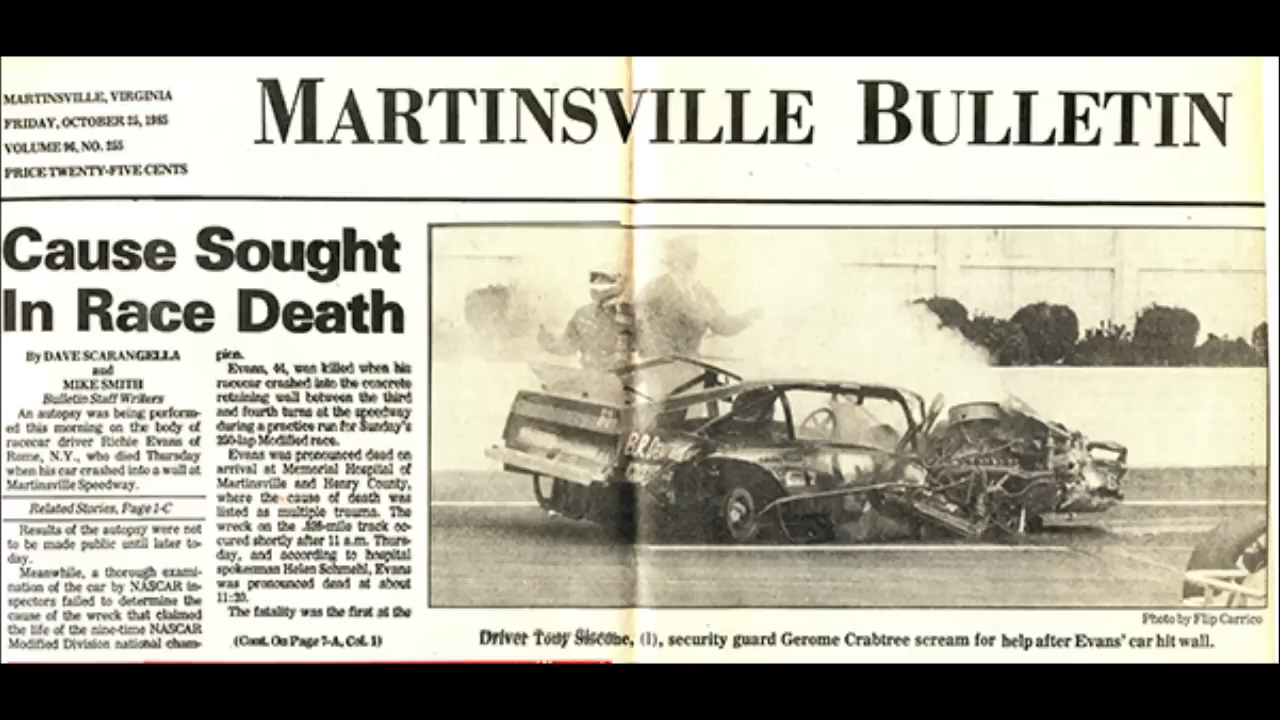 MARTINSVILLE, VIRGINIA
FRIDAY, OCTOBER 25, 1985
VOLUME 96, NO. 255
PRICE TWENTY-FIVE CENTS
MARTINSVILLE BULLETIN
Cause Sought
In Race Death
By DAVE SCARANGELLA
and
MIKE SMITH
Bulletin Staff Writers
An autopsy was being perform-
ed this morning on the body of
racecar driver Richie Evans of
Rome, N.Y., who died Thursday
when his car crashed into a wall at
Martinsville Speedway.
Related Stories, Page 1-C
Results of the autopsy were not
to be made public until later to-
day.
Meanwhile, a thorough exami-
nation of the car by NASCAR in-
spectors failed to determine the
cause of the wreck that claimed
the life of the nine-time NASCAR
Modified Division national cham-
pion.
Evans, 44, was killed when his
racecar crashed into the concrete
retaining wall between the third
and fourth turns at the speedway
during a practice run for Sunday's
200-lap Modified race.
Evans was pronounced dead on
arrival at Memorial Hospital of
Martinsville and Henry County,
where the cause of death was
listed as multiple trauma. The
wreck on the .526-mile track oc-
cured shortly after 11 a.m. Thurs-
day, and according to hospital
spokesman Helen Schmehl, Evans
was pronounced dead at about
11:20.
The fatality was the first at the
(Cont. On Page 7-A, Col. 1)
Photo by Flip Carrico
Driver Tony Siscone, (l), security guard Gerome Crabtree scream for help after Evans' car hit wall.